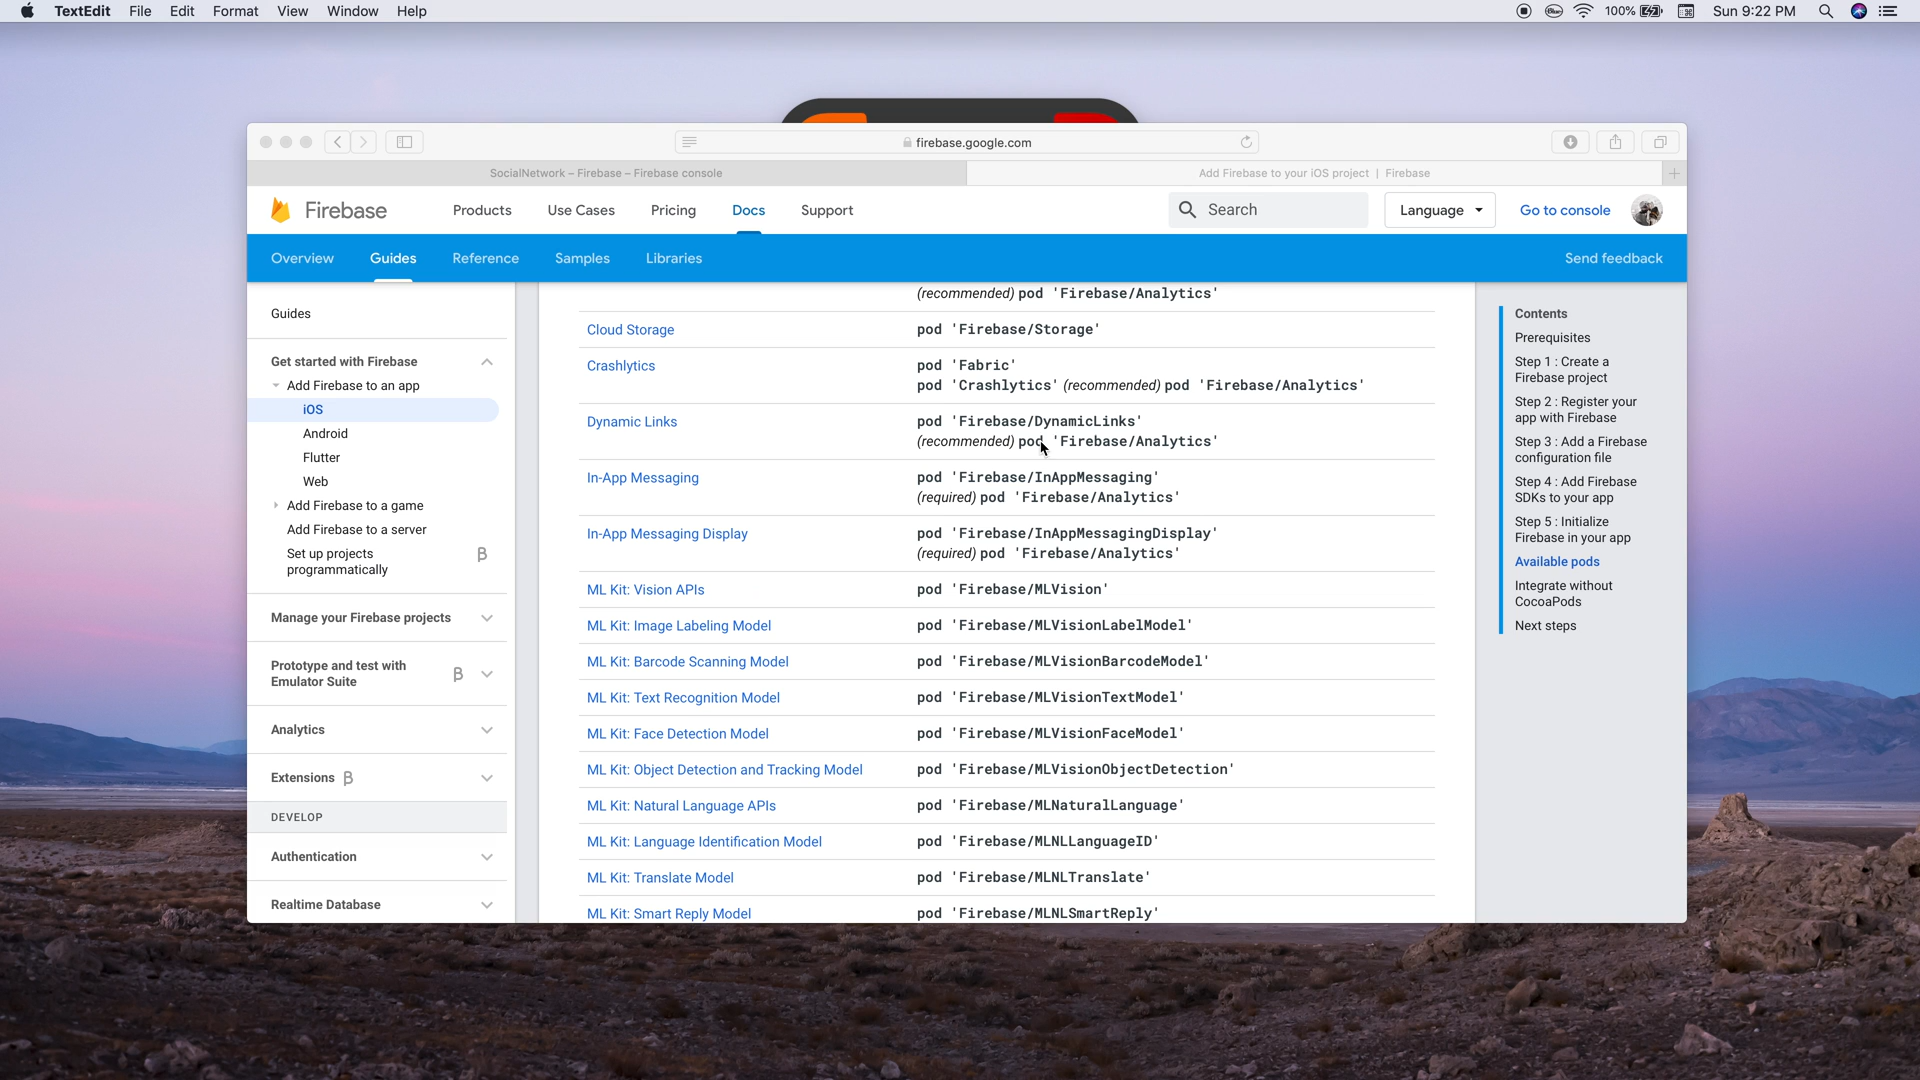 TextEdit File Edit Format View Window Help
100% Sun 9:22 PM
firebase.google.com
SocialNetwork – Firebase – Firebase console
Add Firebase to your iOS project | Firebase
Firebase Products Use Cases Pricing Docs Support Search Language Go to console
Overview Guides Reference Samples Libraries Send feedback
Guides
Get started with Firebase
Add Firebase to an app
iOS
Android
Flutter
Web
Add Firebase to a game
Add Firebase to a server
Set up projects
programmatically
β
Manage your Firebase projects
Prototype and test with
Emulator Suite
β
Analytics
Extensions β
DEVELOP
Authentication
Realtime Database
(recommended) pod 'Firebase/Analytics'
Cloud Storage pod 'Firebase/Storage'
Crashlytics pod 'Fabric'
pod 'Crashlytics' (recommended) pod 'Firebase/Analytics'
Dynamic Links pod 'Firebase/DynamicLinks'
(recommended) pod 'Firebase/Analytics'
In-App Messaging pod 'Firebase/InAppMessaging'
(required) pod 'Firebase/Analytics'
In-App Messaging Display pod 'Firebase/InAppMessagingDisplay'
(required) pod 'Firebase/Analytics'
ML Kit: Vision APIs pod 'Firebase/MLVision'
ML Kit: Image Labeling Model pod 'Firebase/MLVisionLabelModel'
ML Kit: Barcode Scanning Model pod 'Firebase/MLVisionBarcodeModel'
ML Kit: Text Recognition Model pod 'Firebase/MLVisionTextModel'
ML Kit: Face Detection Model pod 'Firebase/MLVisionFaceModel'
ML Kit: Object Detection and Tracking Model pod 'Firebase/MLVisionObjectDetection'
ML Kit: Natural Language APIs pod 'Firebase/MLNaturalLanguage'
ML Kit: Language Identification Model pod 'Firebase/MLNLLanguageID'
ML Kit: Translate Model pod 'Firebase/MLNLTranslate'
ML Kit: Smart Reply Model pod 'Firebase/MLNLSmartReply'
Contents
Prerequisites
Step 1 : Create a
Firebase project
Step 2 : Register your
app with Firebase
Step 3 : Add a Firebase
configuration file
Step 4 : Add Firebase
SDKs to your app
Step 5 : Initialize
Firebase in your app
Available pods
Integrate without
CocoaPods
Next steps